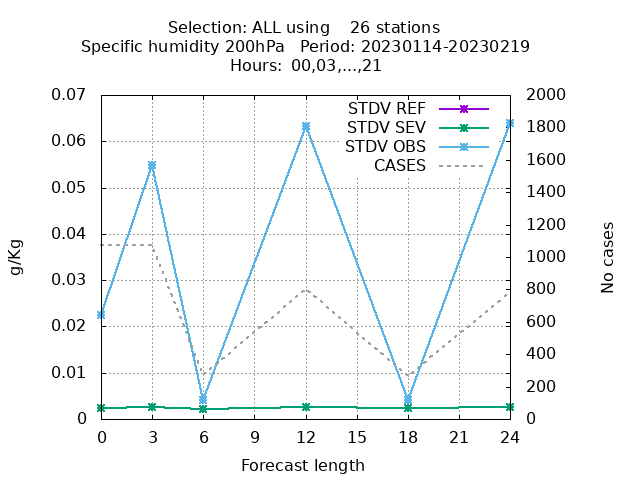 Selection: ALL using    26 stations
Specific humidity 200hPa   Period: 20230114-20230219
Hours:  00,03,...,21
STDV REF
STDV SEV
STDV OBS
CASES
g/Kg
0.07
0.06
0.05
0.04
0.03
0.02
0.01
0
2000
1800
1600
1400
1200
1000
800
600
400
200
0
No cases
0 3 6 9 12 15 18 21 24
Forecast length